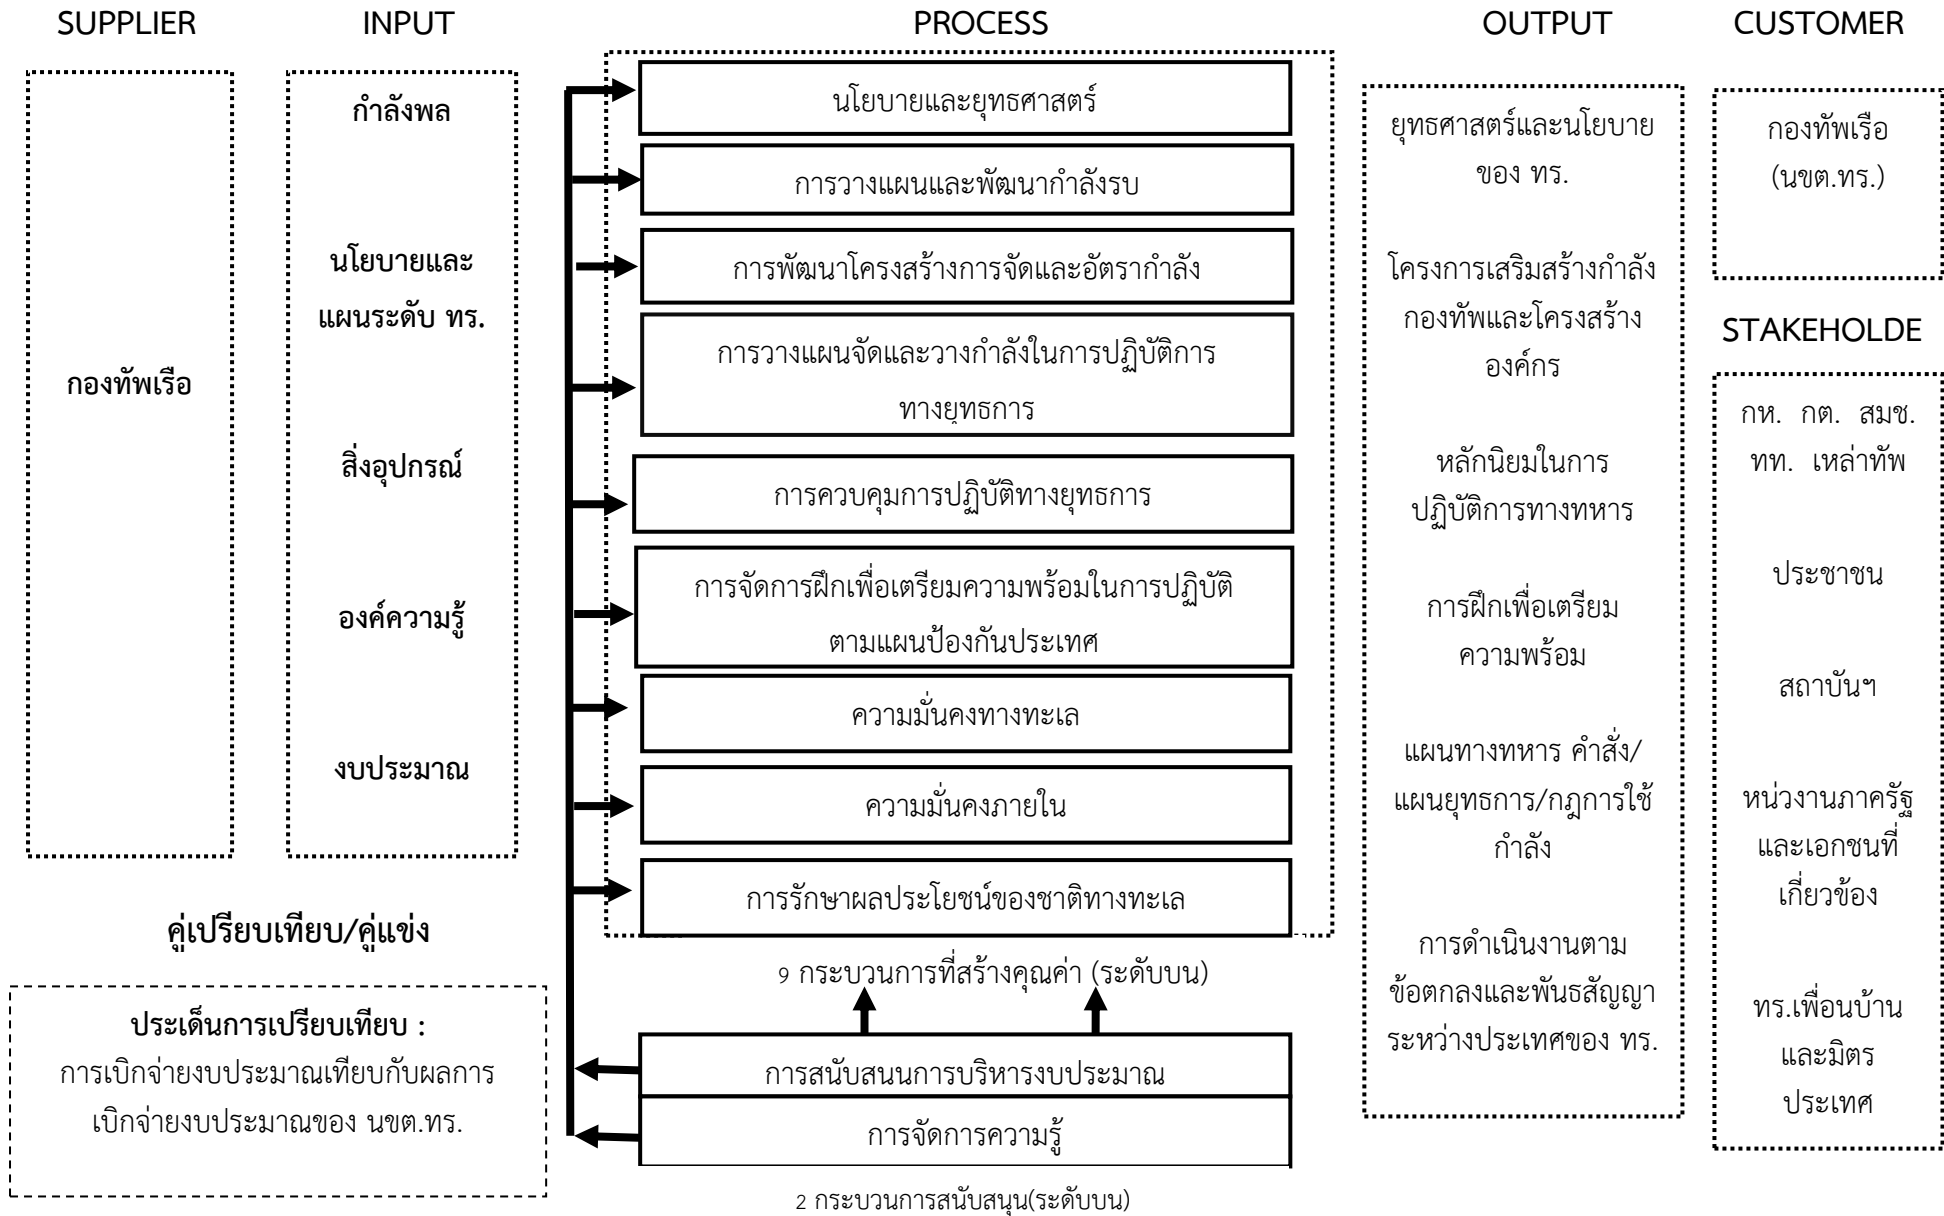 SUPPLIER
INPUT
PROCESS
OUTPUT
CUSTOMER
กองทัพเรือ
กำลังพล
นโยบายและ
แผนระดับ ทร.
สิ่งอุปกรณ์
องค์ความรู้
งบประมาณ
นโยบายและยุทธศาสตร์
การวางแผนและพัฒนากำลังรบ
การพัฒนาโครงสร้างการจัดและอัตรากำลัง
การวางแผนจัดและวางกำลังในการปฏิบัติการ
ทางยุทธการ
การควบคุมการปฏิบัติทางยุทธการ
การจัดการฝึกเพื่อเตรียมความพร้อมในการปฏิบัติ
ตามแผนป้องกันประเทศ
ความมั่นคงทางทะเล
ความมั่นคงภายใน
การรักษาผลประโยชน์ของชาติทางทะเล
9 กระบวนการที่สร้างคุณค่า (ระดับบน)
การสนับสนนการบริหารงบประมาณ
การจัดการความรู้
2 กระบวนการสนับสนุน(ระดับบน)
ยุทธศาสตร์และนโยบาย
ของ ทร.
โครงการเสริมสร้างกำลัง
กองทัพและโครงสร้าง
องค์กร
หลักนิยมในการ
ปฏิบัติการทางทหาร
การฝึกเพื่อเตรียม
ความพร้อม
แผนทางทหาร คำสั่ง/
แผนยุทธการ/กฎการใช้
กำลัง
การดำเนินงานตาม
ข้อตกลงและพันธสัญญา
ระหว่างประเทศของ ทร.
กองทัพเรือ
(นขต.ทร.)
STAKEHOLDE
กห. กต. สมช.
ทท. เหล่าทัพ
ประชาชน
สถาบันฯ
หน่วงานภาครัฐ
และเอกชนที่
เกี่ยวข้อง
ทร.เพื่อนบ้าน
และมิตร
ประเทศ
คู่เปรียบเทียบ/คู่แข่ง
ประเด็นการเปรียบเทียบ :
การเบิกจ่ายงบประมาณเทียบกับผลการ
เบิกจ่ายงบประมาณของ นขต.ทร.